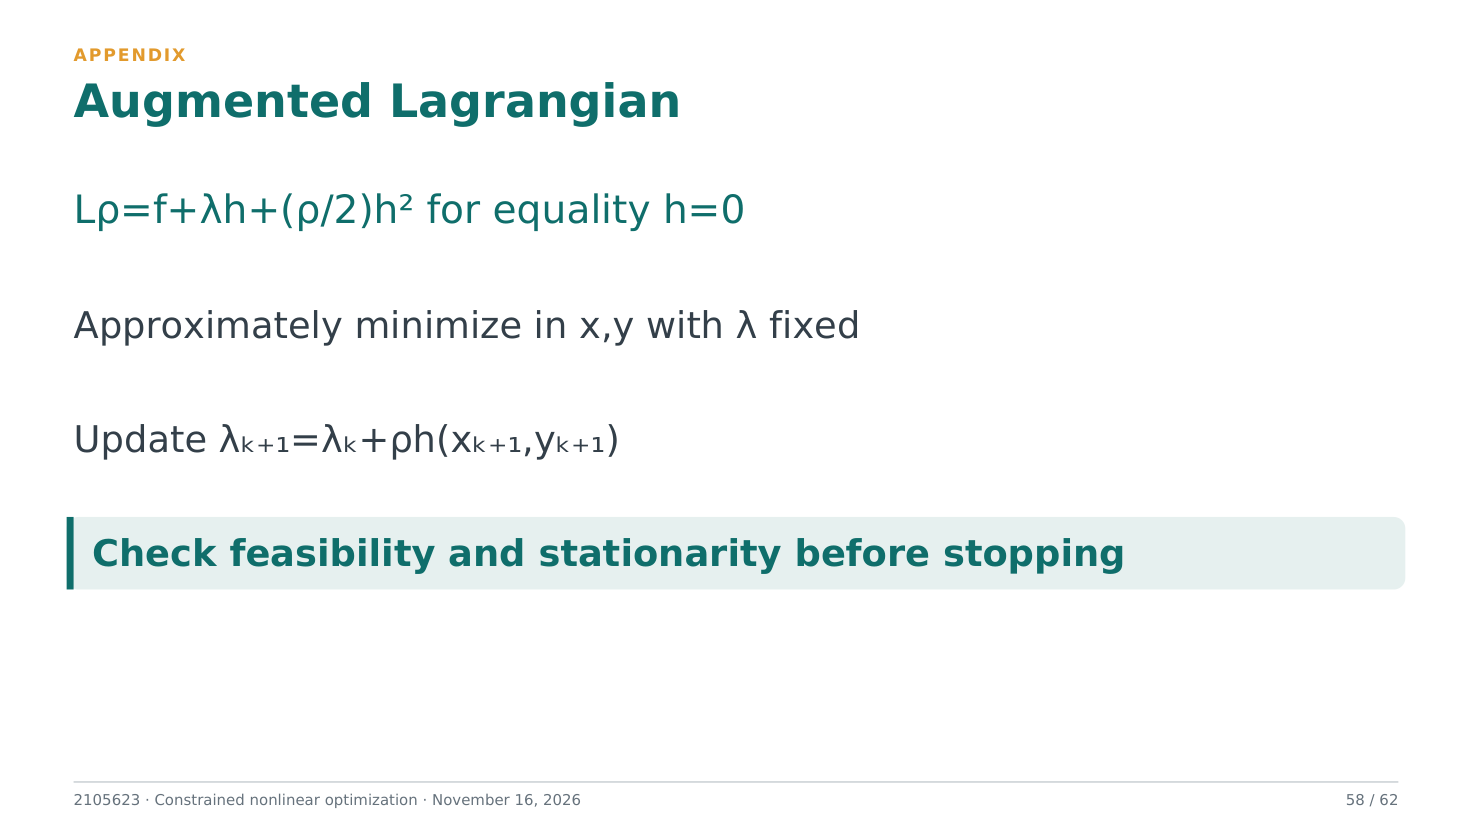 APPENDIX
Augmented Lagrangian
Lρ=f+λh+(ρ/2)h² for equality h=0
Approximately minimize in x,y with λ fixed
Update λₖ₊₁=λₖ+ρh(xₖ₊₁,yₖ₊₁)
Check feasibility and stationarity before stopping
2105623 · Constrained nonlinear optimization · November 16, 2026
58 / 62